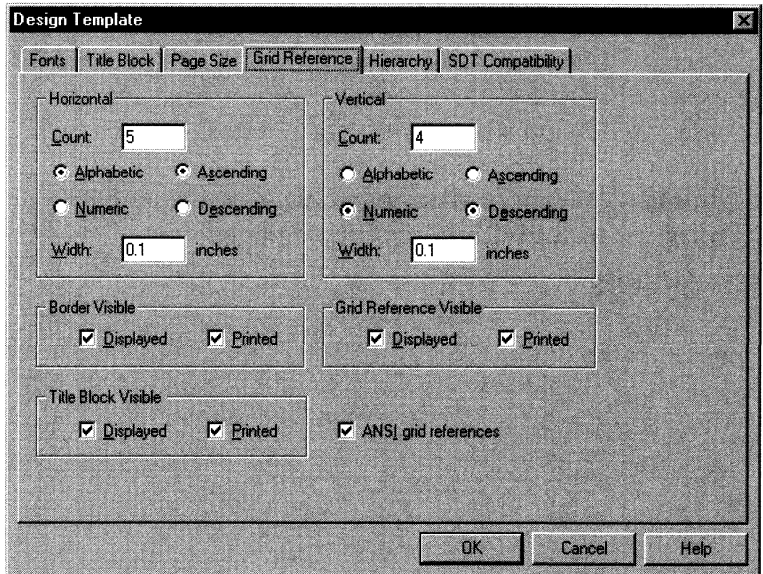 Design Template
Fonts Title Block Page Size Grid Reference Hierarchy SDT Compatibility
Horizontal
Count: 5
Alphabetic Ascending
Numeric Descending
Width: 0.1 inches
Vertical
Count: 4
Alphabetic Ascending
Numeric Descending
Width: 0.1 inches
Border Visible
Displayed Printed
Grid Reference Visible
Displayed Printed
Title Block Visible
Displayed Printed
ANSI grid references
OK Cancel Help